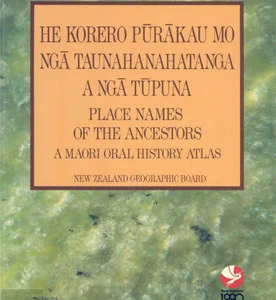 HE KORERO PŪRĀKAU MO
NGĀ TAUNAHANAHATANGA
A NGĀ TŪPUNA
PLACE NAMES
OF THE ANCESTORS
A MAORI ORAL HISTORY ATLAS
NEW ZEALAND GEOGRAPHIC BOARD
1990